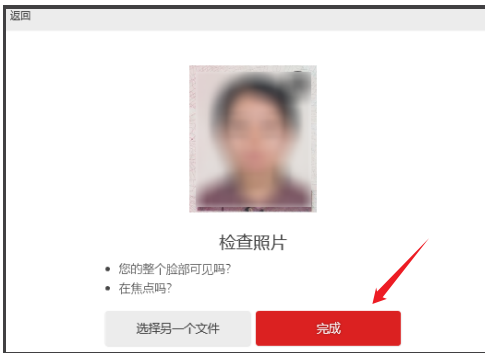 返回
检查照片
您的整个脸部可见吗?
在焦点吗?
选择另一个文件
完成